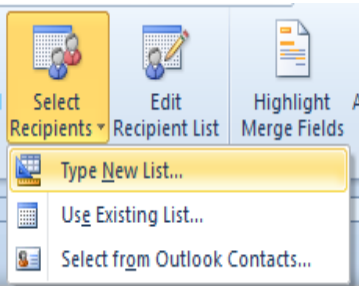 Select Recipients
Edit Recipient List
Highlight Merge Fields
Type New List...
Use Existing List...
Select from Outlook Contacts...